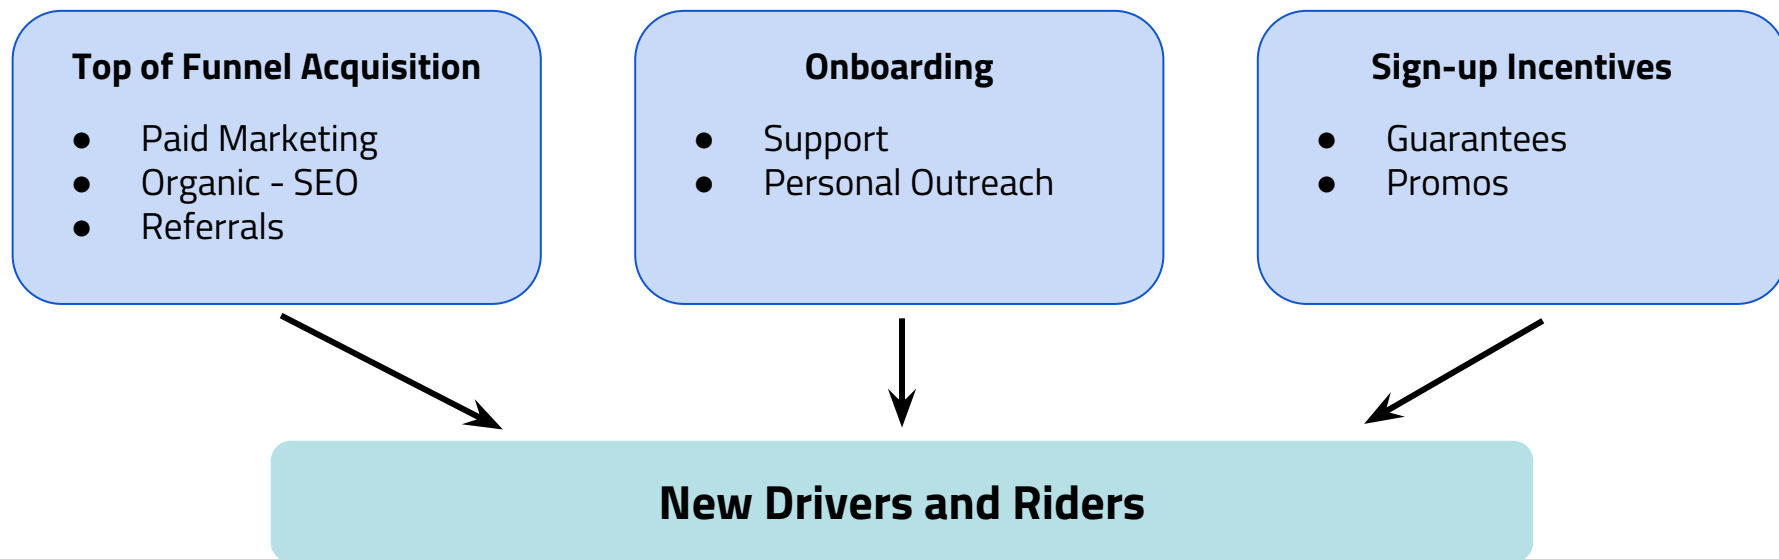 Top of Funnel Acquisition
● Paid Marketing
● Organic - SEO
● Referrals
Onboarding
● Support
● Personal Outreach
Sign-up Incentives
● Guarantees
● Promos
New Drivers and Riders